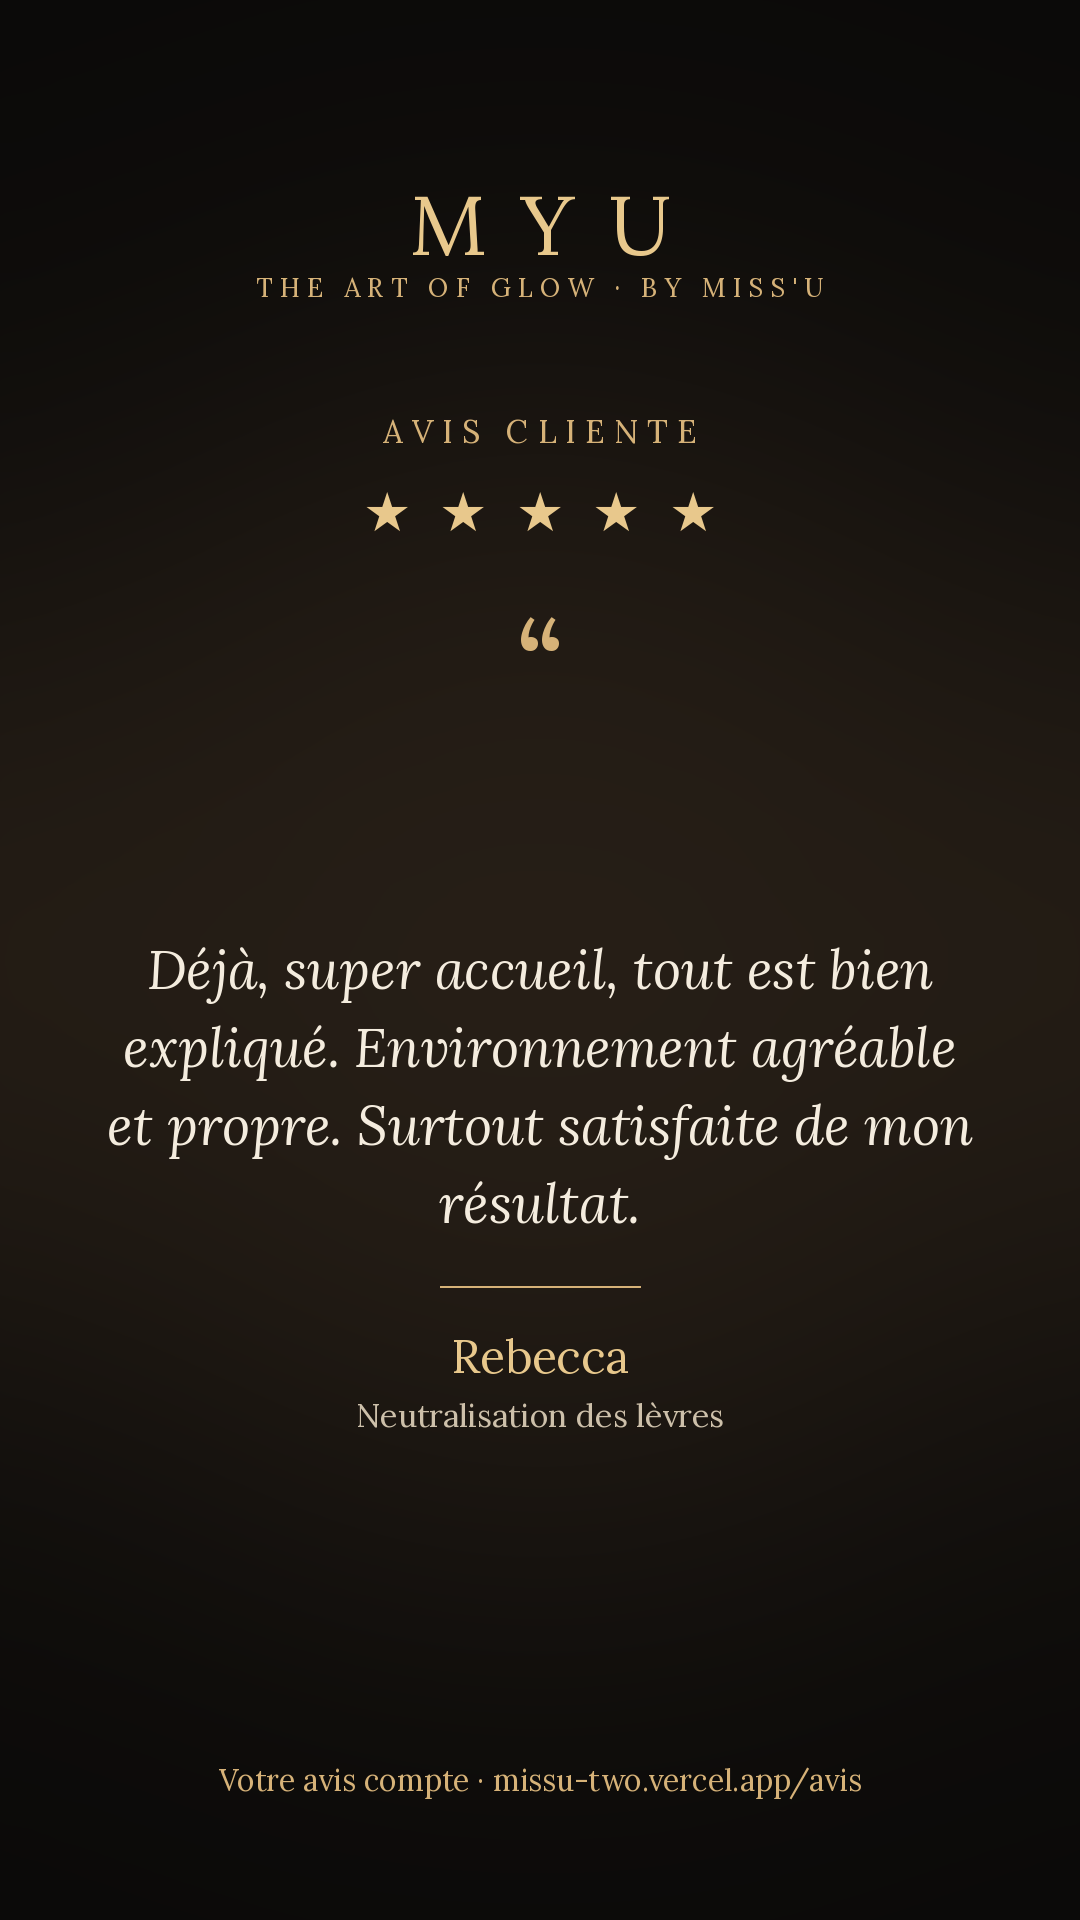 MYU
THE ART OF GLOW · BY MISS'U
AVIS CLIENTE
★ ★ ★ ★ ★
“
Déjà, super accueil, tout est bien
expliqué. Environnement agréable
et propre. Surtout satisfaite de mon
résultat.
Rebecca
Neutralisation des lèvres
Votre avis compte · missu-two.vercel.app/avis